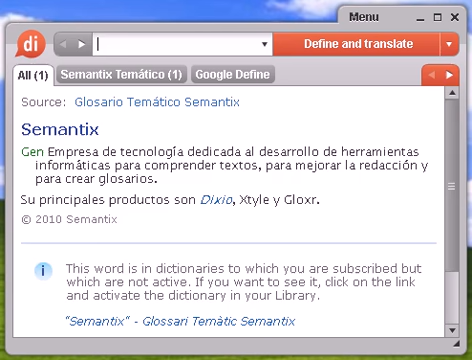 Menu
di
Define and translate
All (1)
Semantix Temático (1)
Google Define
Source: Glosario Temático Semantix
Semantix
Gen Empresa de tecnología dedicada al desarrollo de herramientas
informáticas para comprender textos, para mejorar la redacción y
para crear glosarios.
Su principales productos son Dixio, Xtyle y Gloxr.
© 2010 Semantix
i
This word is in dictionaries to which you are subscribed but
which are not active. If you want to see it, click on the link
and activate the dictionary in your Library.
"Semantix" - Glossari Temàtic Semantix